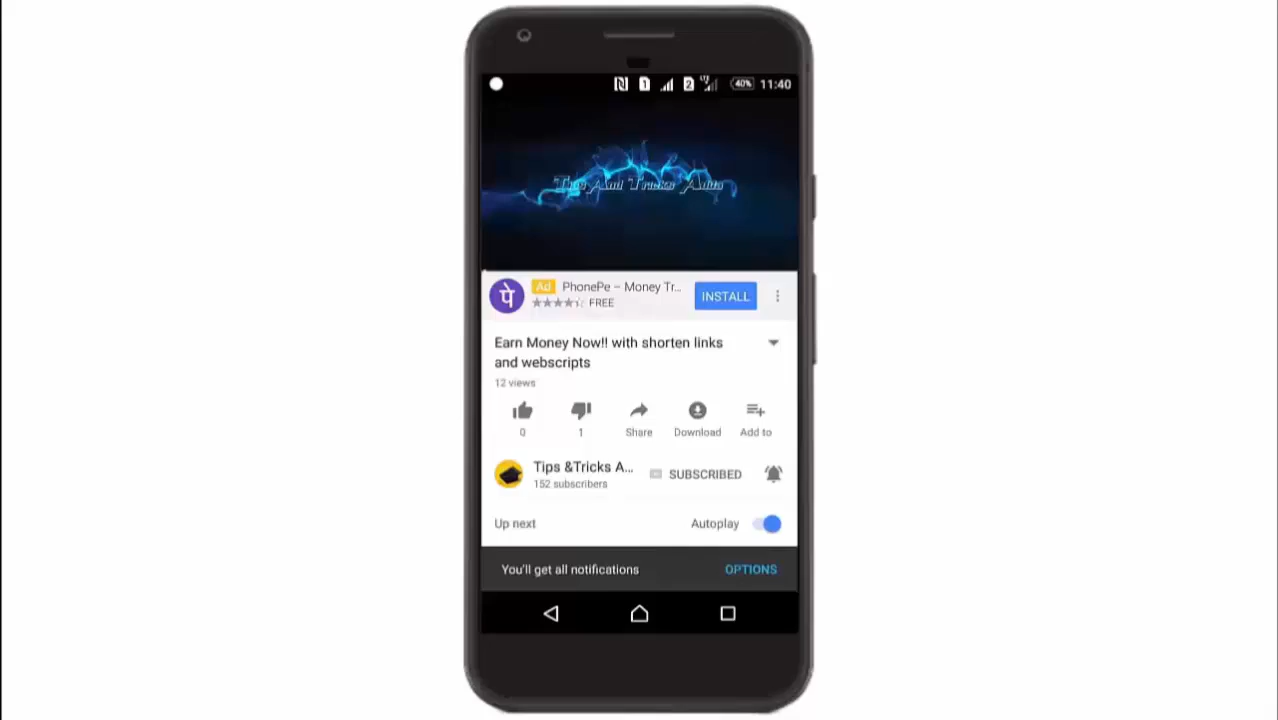 1 2 40% 11:40
Tips And Tricks Adda
पे
Ad PhonePe – Money Tr...
FREE
INSTALL
Earn Money Now!! with shorten links
and webscripts
12 views
0 1 Share Download Add to
Tips &Tricks A...
152 subscribers
SUBSCRIBED
Up next Autoplay
You'll get all notifications OPTIONS